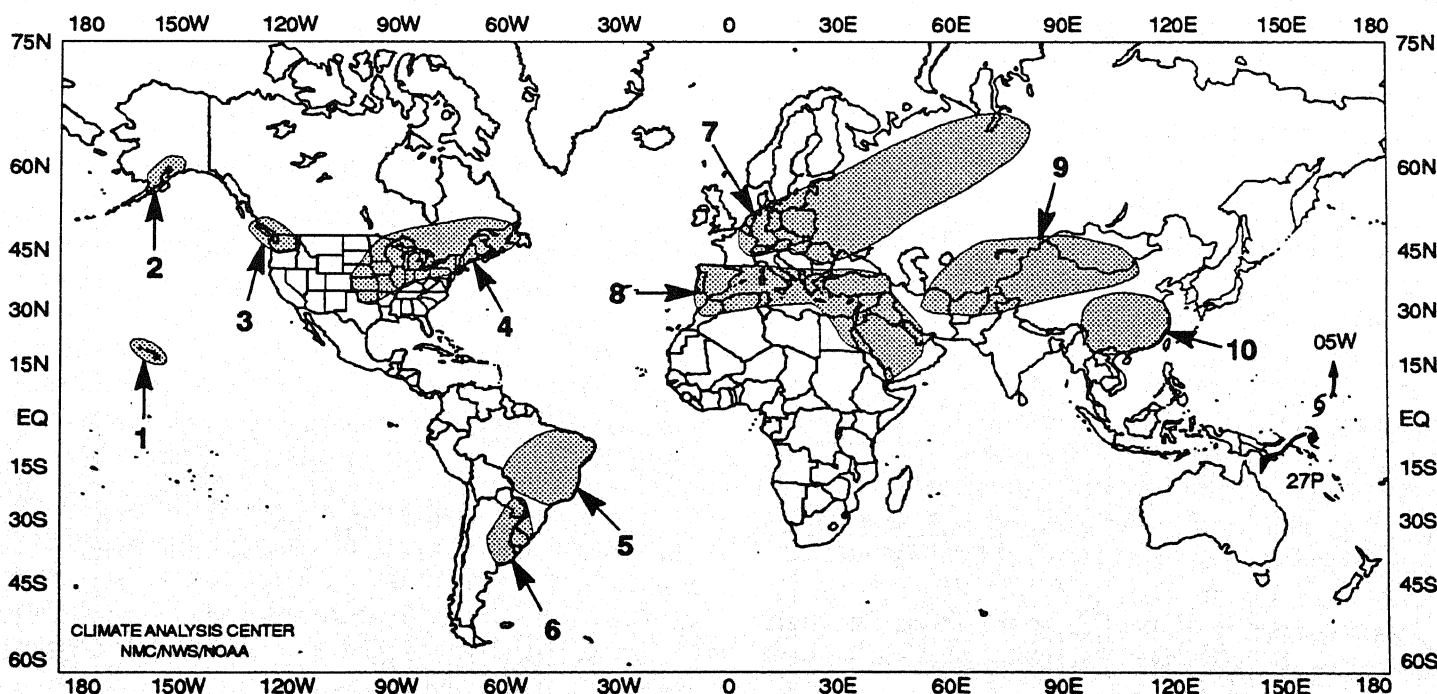 180 150W 120W 90W 60W 30W 0 30E 60E 90E 120E 150E 180
75N 75N
60N 60N
45N 45N
30N 30N
15N 15N
EQ EQ
15S 15S
30S 30S
45S 45S
60S 60S
7
9
2
3
4
8
10
05W
1
27P
5
6
CLIMATE ANALYSIS CENTER
NMC/NWS/NOAA
180 150W 120W 90W 60W 30W 0 30E 60E 90E 120E 150E 180